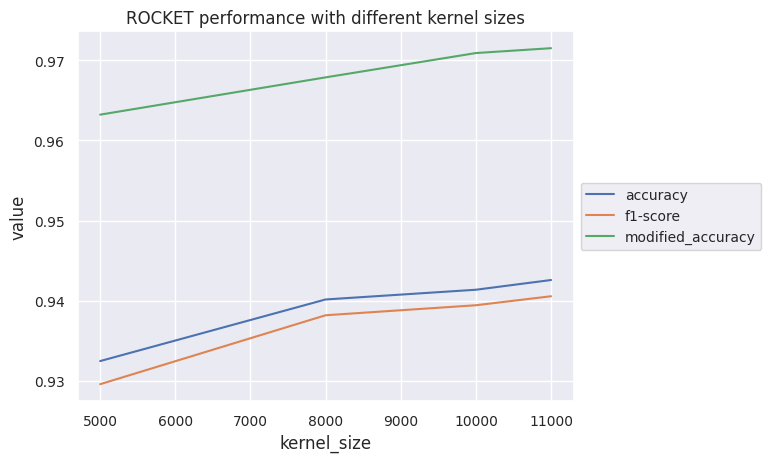 ROCKET performance with different kernel sizes
0.97
0.96
0.95
0.94
0.93
value
5000 6000 7000 8000 9000 10000 11000
kernel_size
accuracy
f1-score
modified_accuracy